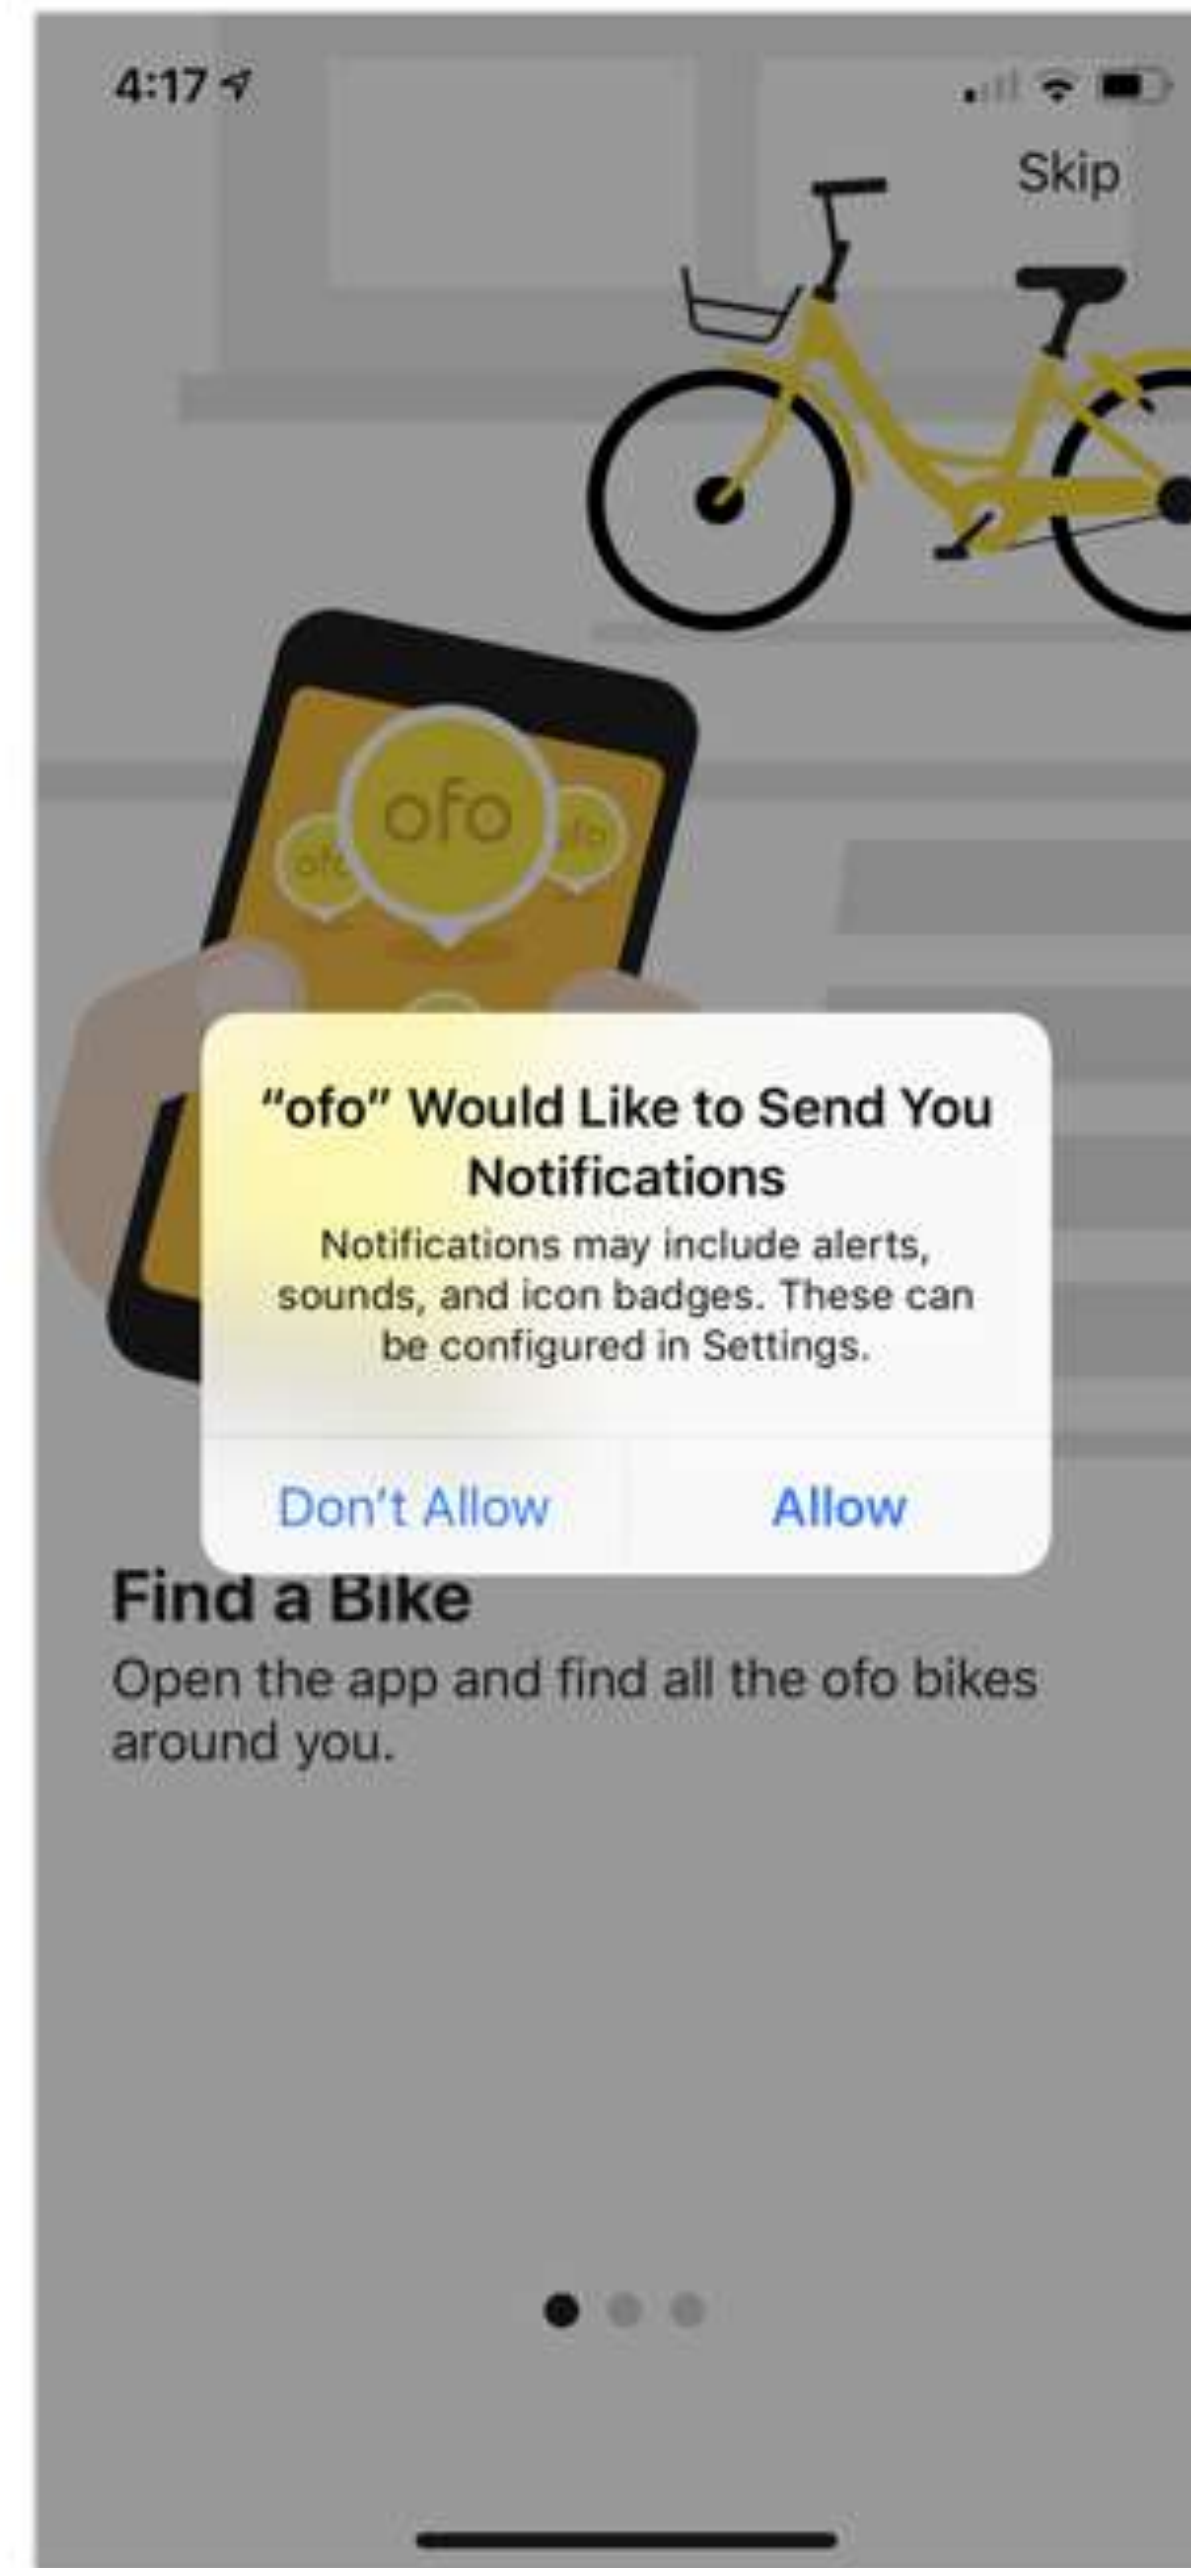 4:17
Skip
ofo
ofo
ofo
“ofo” Would Like to Send You
Notifications
Notifications may include alerts,
sounds, and icon badges. These can
be configured in Settings.
Don’t Allow
Allow
Find a Bike
Open the app and find all the ofo bikes
around you.